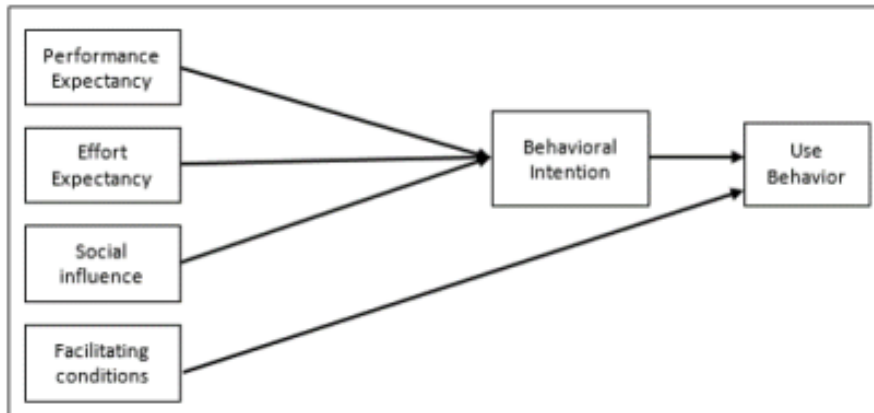 Performance
Expectancy
Effort
Expectancy
Social
influence
Facilitating
conditions
Behavioral
Intention
Use
Behavior